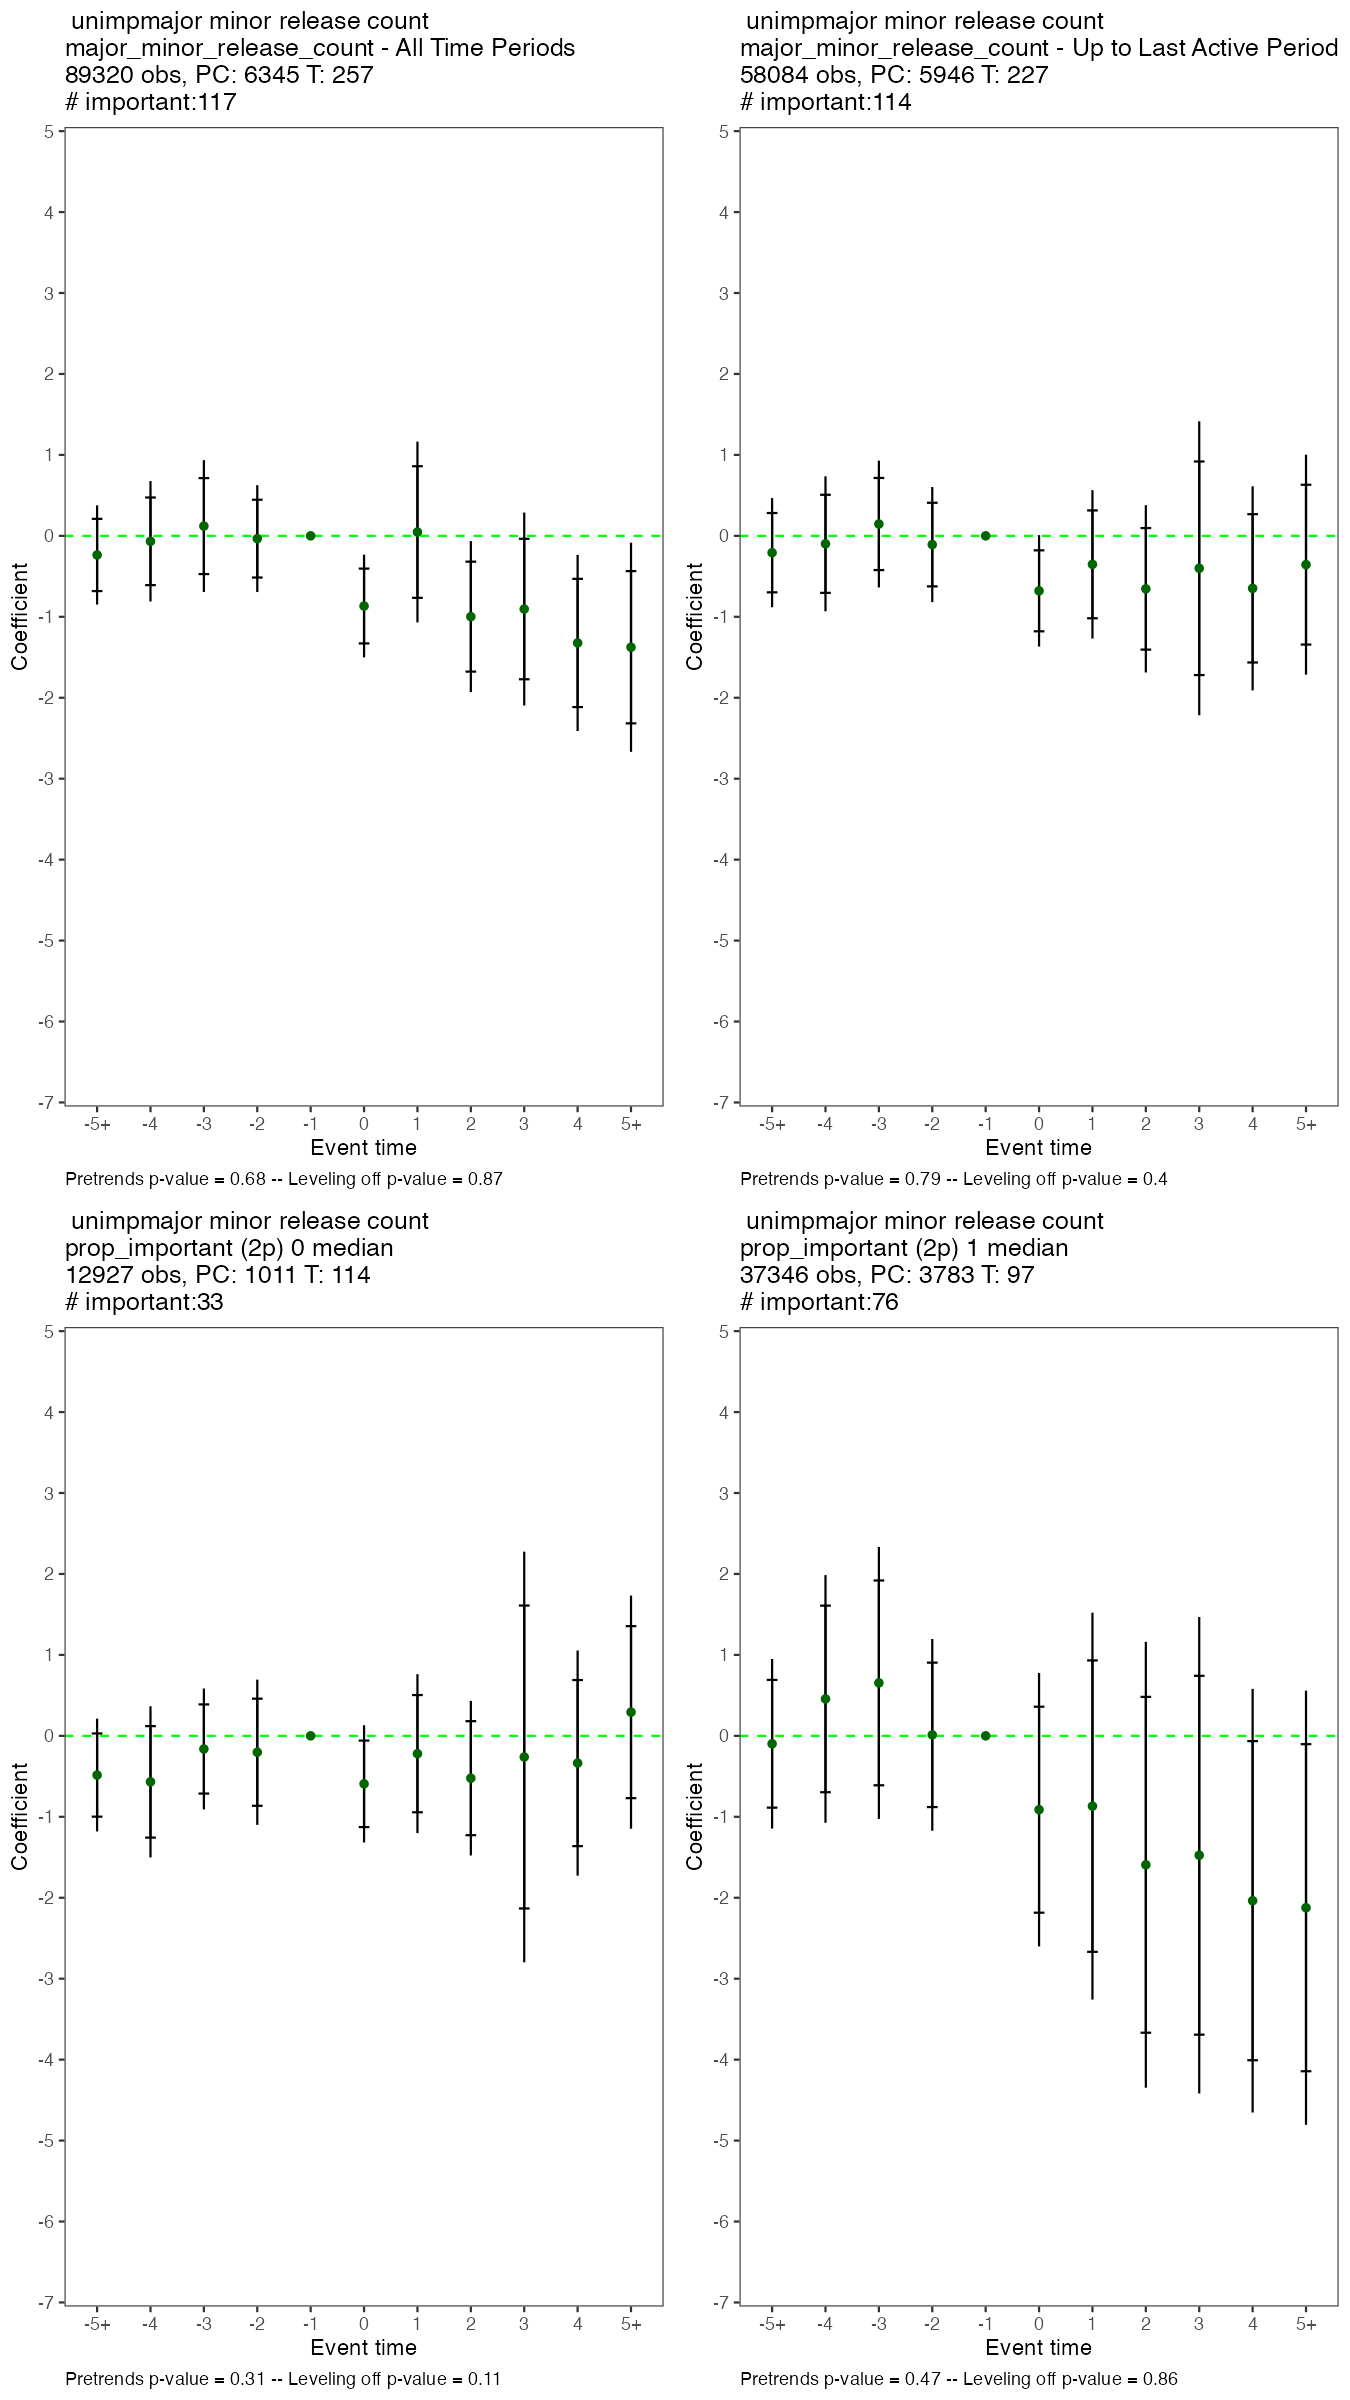 unimpmajor minor release count
major_minor_release_count - All Time Periods
89320 obs, PC: 6345 T: 257
# important:117
5
4
3
2
1
0
-1
-2
-3
-4
-5
-6
-7
Coefficient
-5+ -4 -3 -2 -1 0 1 2 3 4 5+
Event time
Pretrends p-value = 0.68 -- Leveling off p-value = 0.87
unimpmajor minor release count
major_minor_release_count - Up to Last Active Period
58084 obs, PC: 5946 T: 227
# important:114
5
4
3
2
1
0
-1
-2
-3
-4
-5
-6
-7
Coefficient
-5+ -4 -3 -2 -1 0 1 2 3 4 5+
Event time
Pretrends p-value = 0.79 -- Leveling off p-value = 0.4
unimpmajor minor release count
prop_important (2p) 0 median
12927 obs, PC: 1011 T: 114
# important:33
5
4
3
2
1
0
-1
-2
-3
-4
-5
-6
-7
Coefficient
-5+ -4 -3 -2 -1 0 1 2 3 4 5+
Event time
Pretrends p-value = 0.31 -- Leveling off p-value = 0.11
unimpmajor minor release count
prop_important (2p) 1 median
37346 obs, PC: 3783 T: 97
# important:76
5
4
3
2
1
0
-1
-2
-3
-4
-5
-6
-7
Coefficient
-5+ -4 -3 -2 -1 0 1 2 3 4 5+
Event time
Pretrends p-value = 0.47 -- Leveling off p-value = 0.86